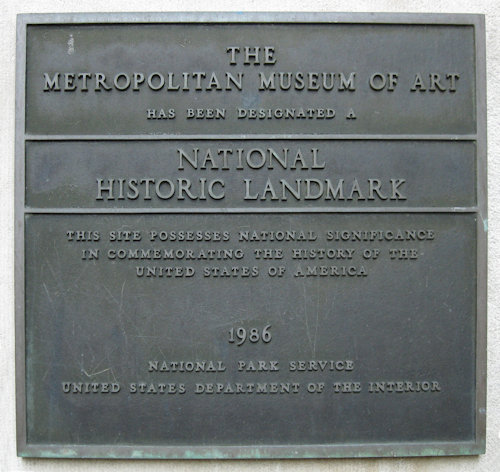 THE
METROPOLITAN MUSEUM OF ART
HAS BEEN DESIGNATED A
NATIONAL
HISTORIC LANDMARK
THIS SITE POSSESSES NATIONAL SIGNIFICANCE
IN COMMEMORATING THE HISTORY OF THE
UNITED STATES OF AMERICA
1986
NATIONAL PARK SERVICE
UNITED STATES DEPARTMENT OF THE INTERIOR